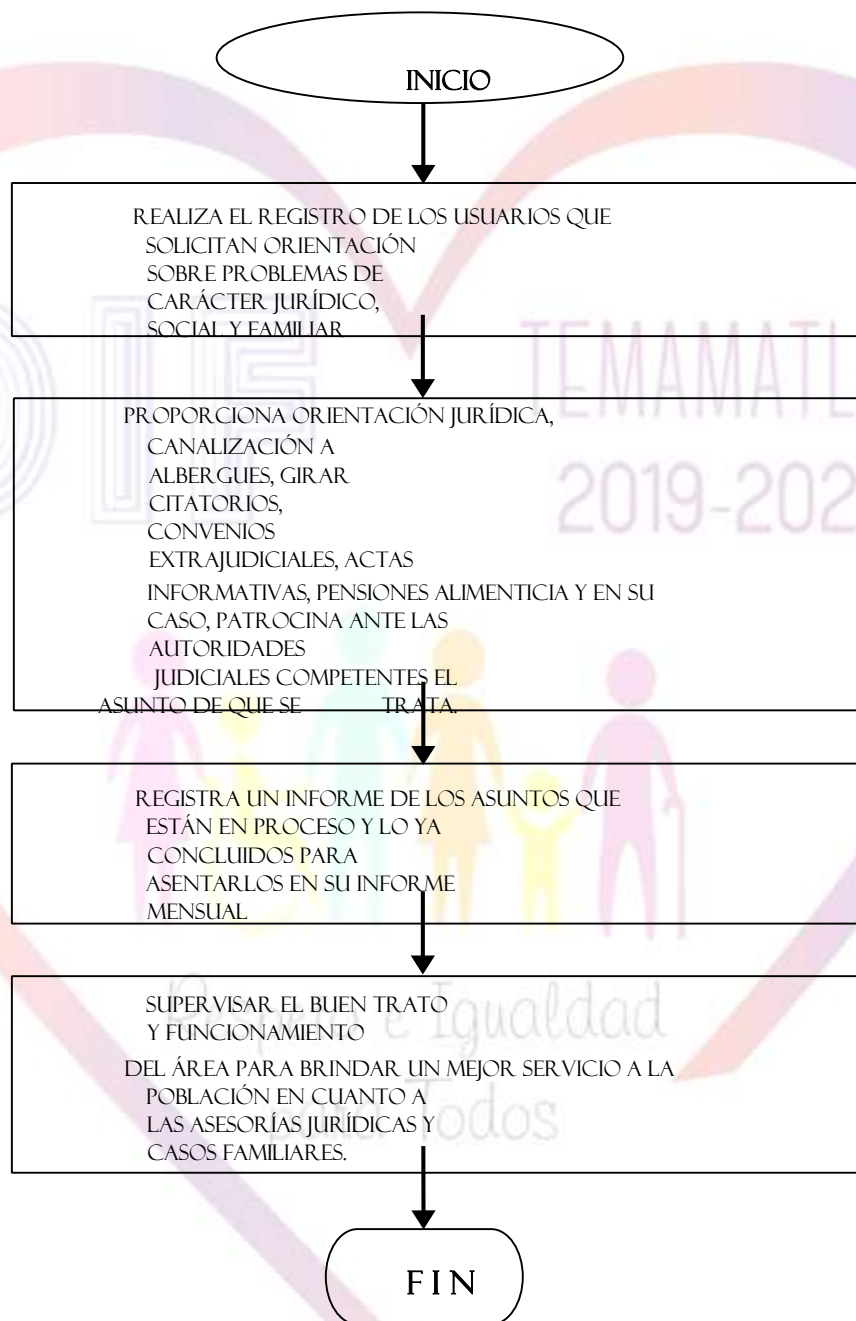 INICIO
REALIZA EL REGISTRO DE LOS USUARIOS QUE
SOLICITAN ORIENTACIÓN
SOBRE PROBLEMAS DE
CARÁCTER JURÍDICO,
SOCIAL Y FAMILIAR
DIF
TEMAMATL
2019-202
PROPORCIONA ORIENTACIÓN JURÍDICA,
CANALIZACIÓN A
ALBERGUES, GIRAR
CITATORIOS,
CONVENIOS
EXTRAJUDICIALES, ACTAS
INFORMATIVAS, PENSIONES ALIMENTICIA Y EN SU
CASO, PATROCINA ANTE LAS
AUTORIDADES
JUDICIALES COMPETENTES EL
ASUNTO DE QUE SE TRATA.
REGISTRA UN INFORME DE LOS ASUNTOS QUE
ESTÁN EN PROCESO Y LO YA
CONCLUIDOS PARA
ASENTARLOS EN SU INFORME
MENSUAL
SUPERVISAR EL BUEN TRATO
Y FUNCIONAMIENTO
DEL ÁREA PARA BRINDAR UN MEJOR SERVICIO A LA
POBLACIÓN EN CUANTO A
LAS ASESORÍAS JURÍDICAS Y
CASOS FAMILIARES.
Respeto e Igualdad
para Todos
FIN